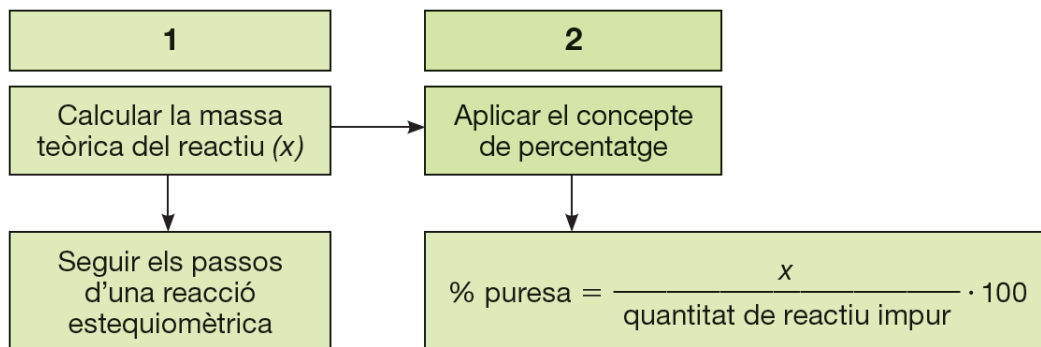 1
2
Calcular la massa
teòrica del reactiu (x)
Aplicar el concepte
de percentatge
Seguir els passos
d’una reacció
estequiomètrica
% puresa = x / quantitat de reactiu impur · 100